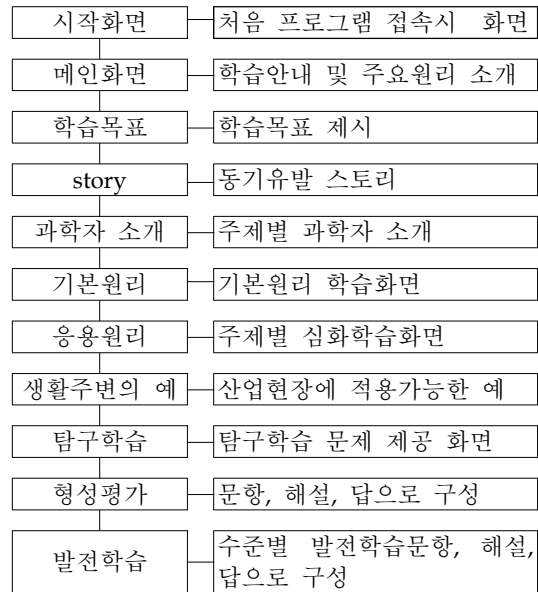 시작화면
처음 프로그램 접속시 화면
메인화면
학습안내 및 주요원리 소개
학습목표
학습목표 제시
story
동기유발 스토리
과학자 소개
주제별 과학자 소개
기본원리
기본원리 학습화면
응용원리
주제별 심화학습화면
생활주변의 예
산업현장에 적용가능한 예
탐구학습
탐구학습 문제 제공 화면
형성평가
문항, 해설, 답으로 구성
발전학습
수준별 발전학습문항, 해설,
답으로 구성